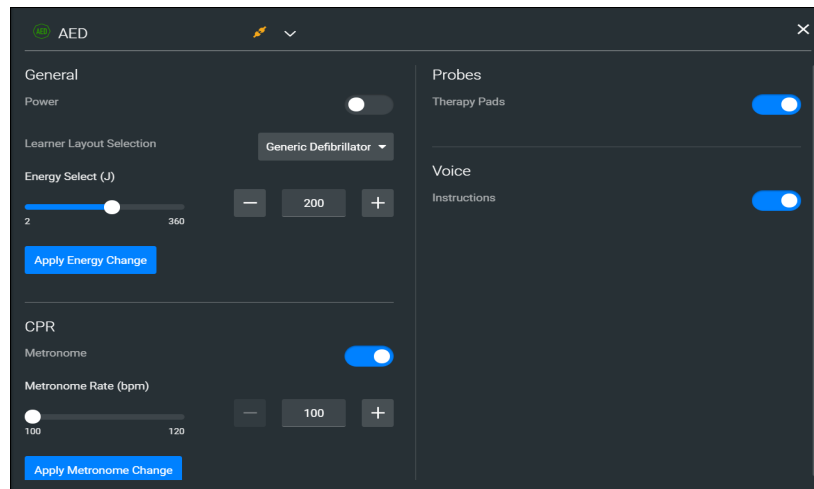 AED AED
General
Power
Learner Layout Selection Generic Defibrillator
Energy Select (J)
200
2 360
Apply Energy Change
CPR
Metronome
Metronome Rate (bpm)
100
100 120
Apply Metronome Change
Probes
Therapy Pads
Voice
Instructions